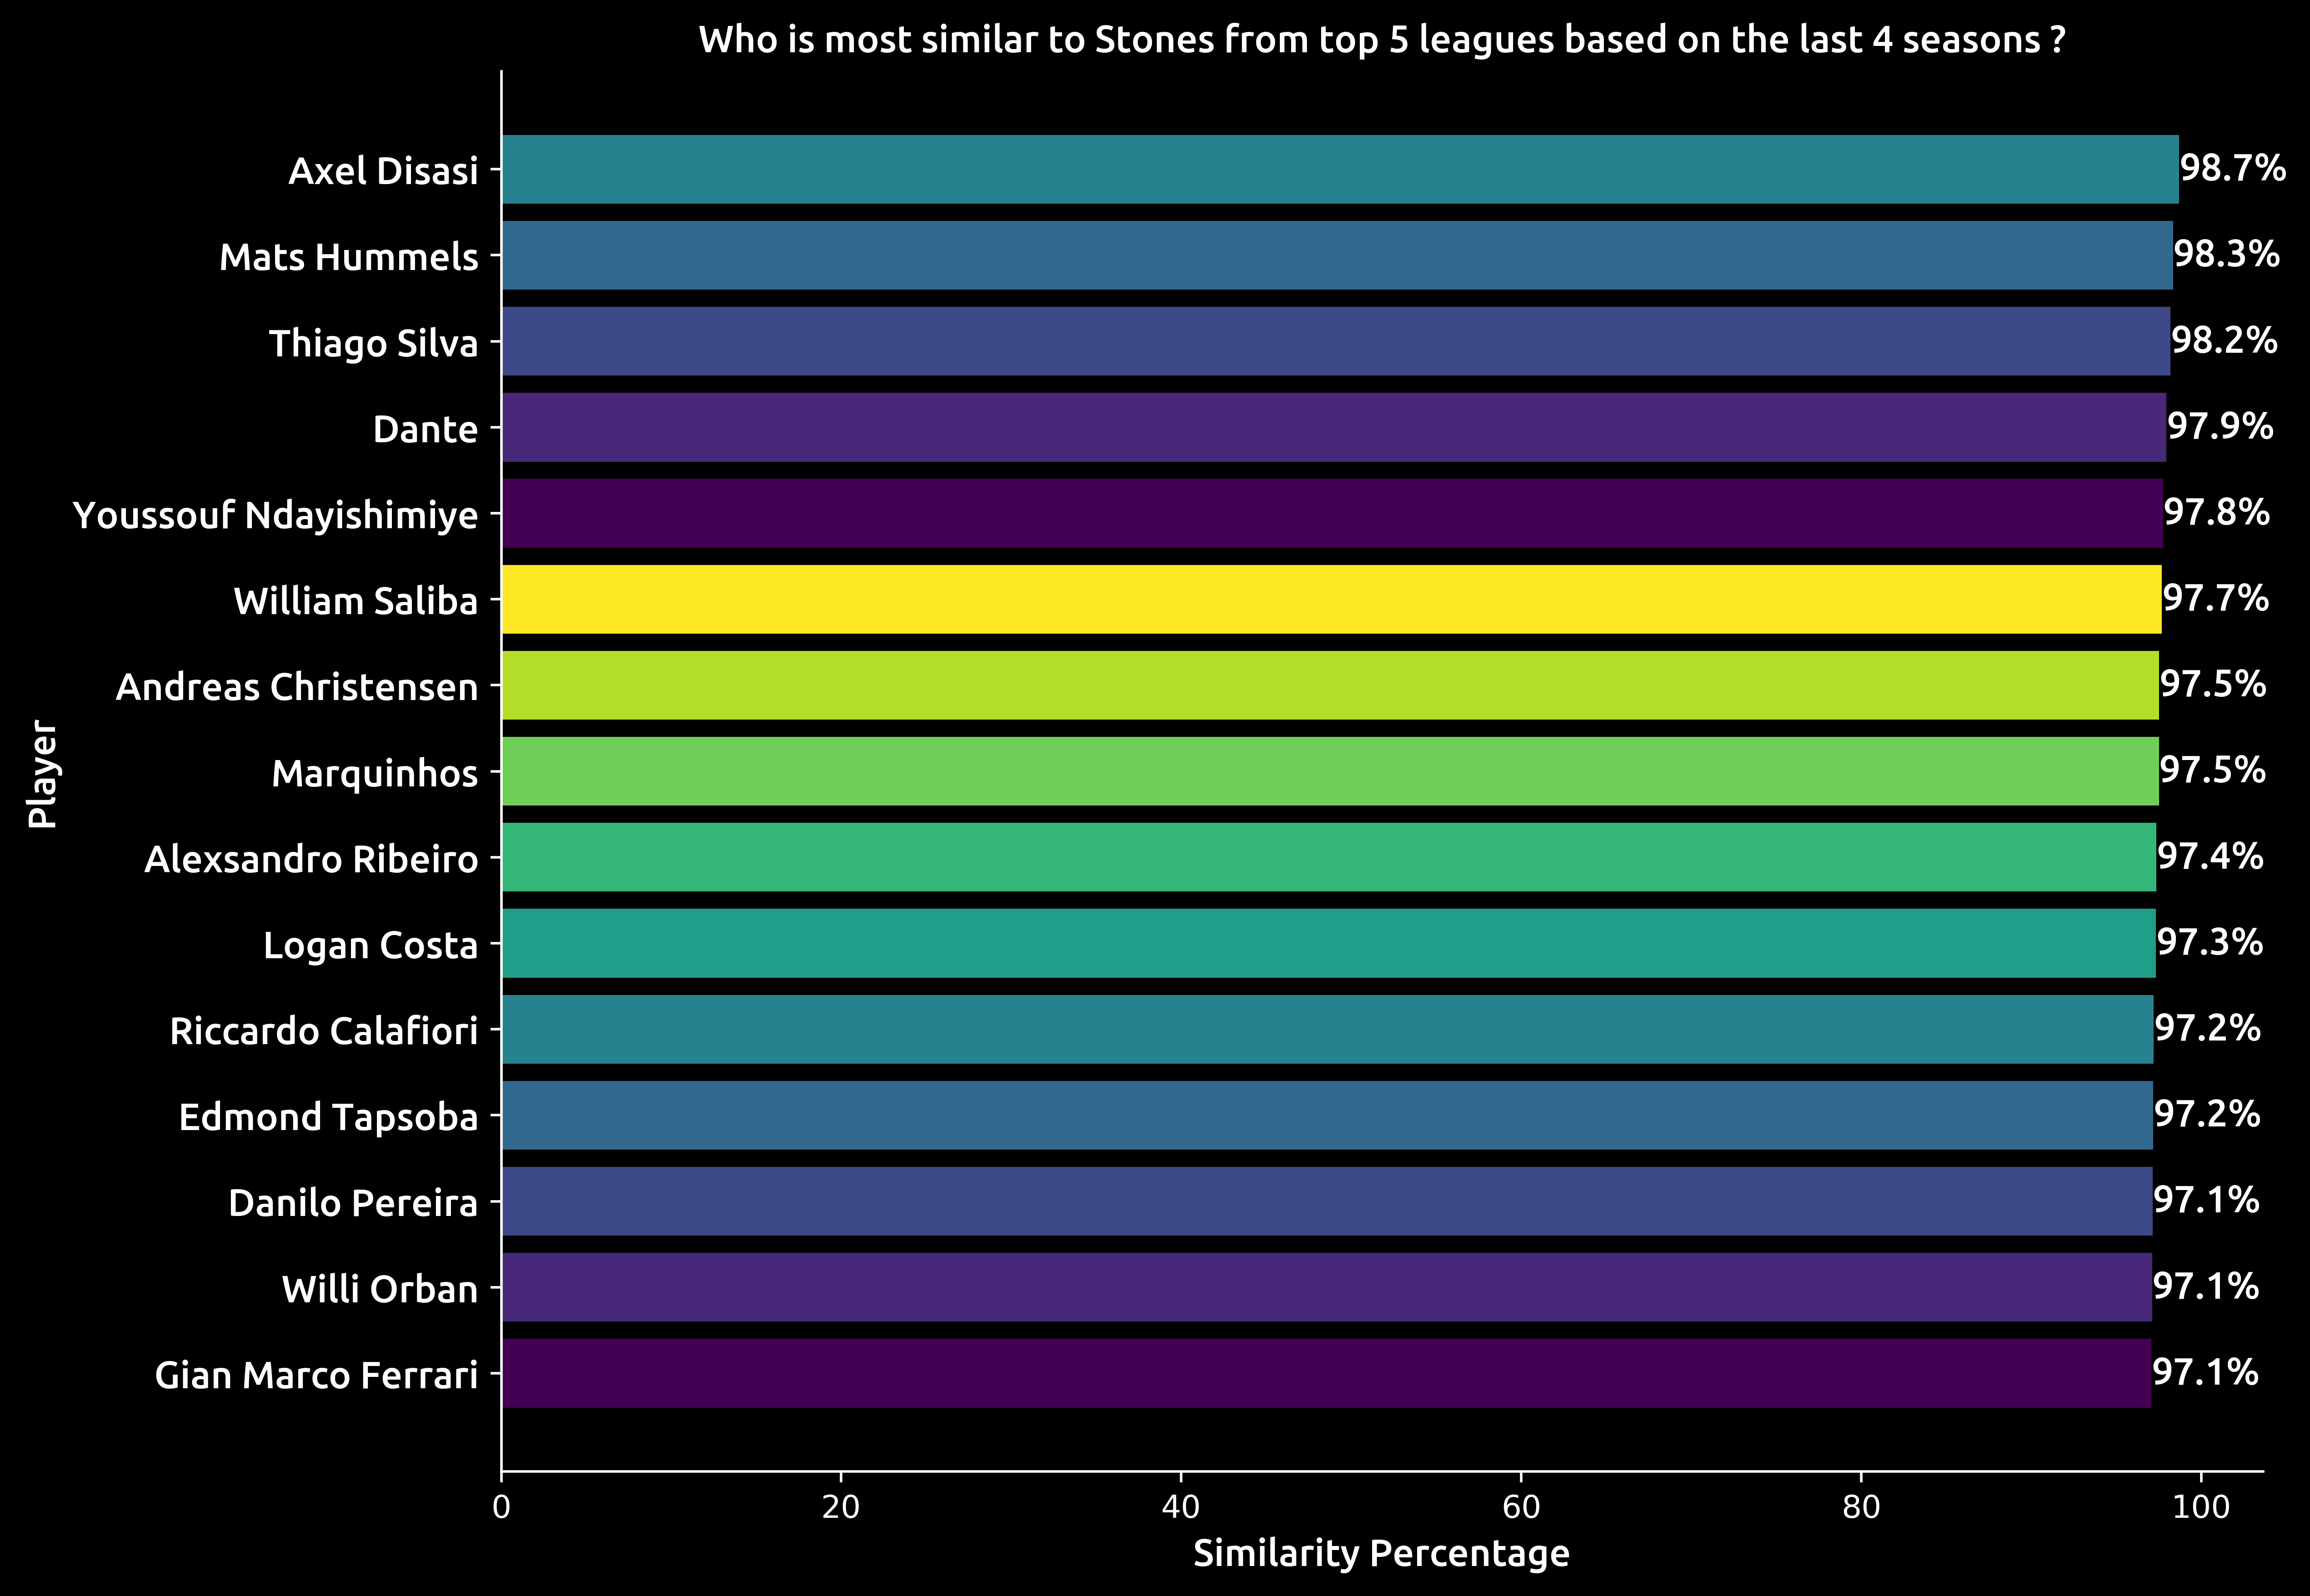 Who is most similar to Stones from top 5 leagues based on the last 4 seasons ?
Axel Disasi 98.7%
Mats Hummels 98.3%
Thiago Silva 98.2%
Dante 97.9%
Youssouf Ndayishimiye 97.8%
William Saliba 97.7%
Andreas Christensen 97.5%
Marquinhos 97.5%
Alexsandro Ribeiro 97.4%
Logan Costa 97.3%
Riccardo Calafiori 97.2%
Edmond Tapsoba 97.2%
Danilo Pereira 97.1%
Willi Orban 97.1%
Gian Marco Ferrari 97.1%
Player
0 20 40 60 80 100
Similarity Percentage